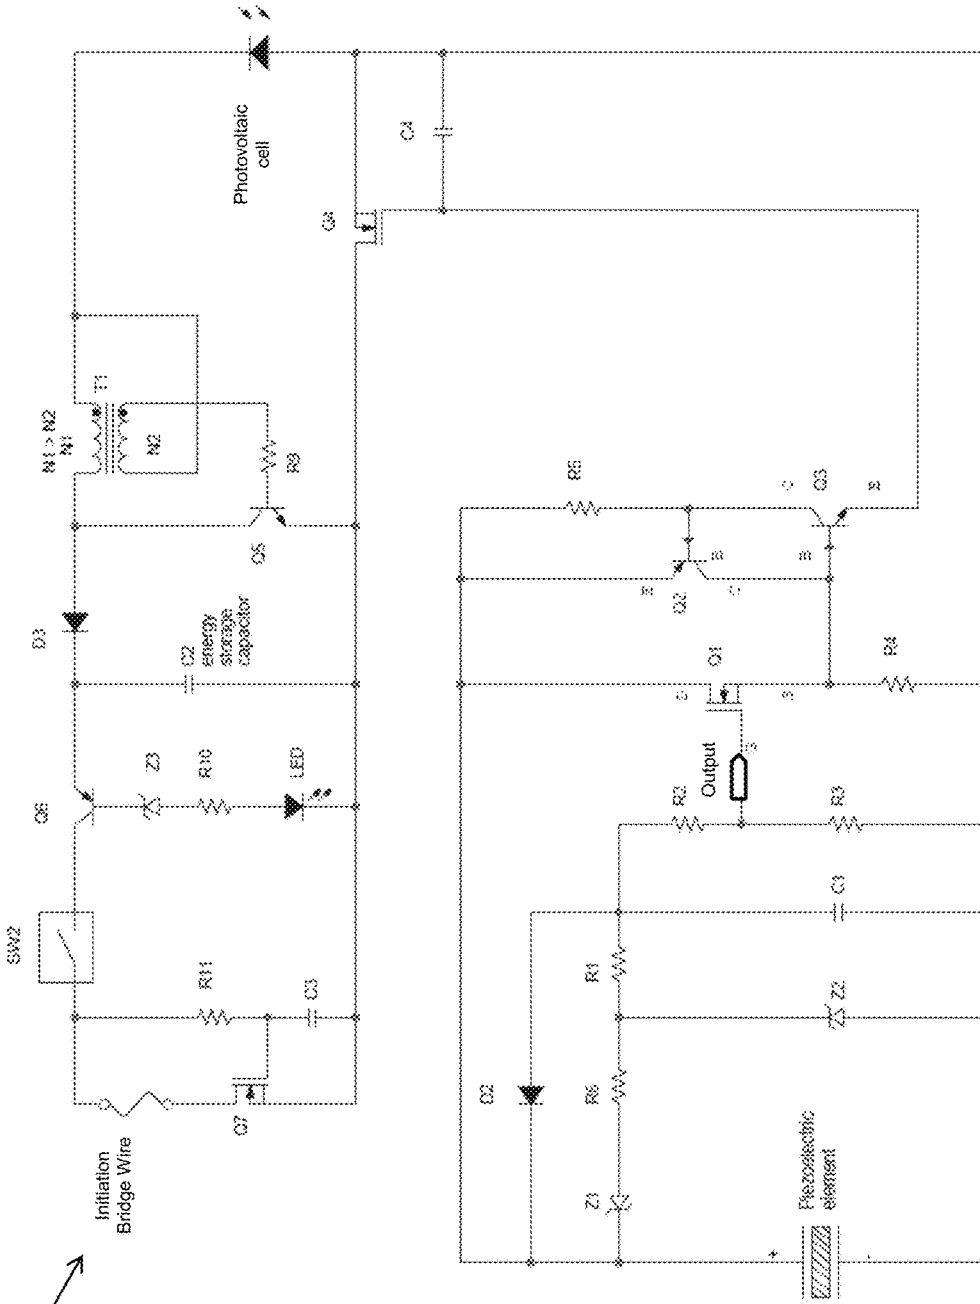 Photovoltaic
cell
C4
Q4
N1 > N2
N1
T1
N2
R9
Q5
D3
C2
energy
storage
capacitor
Q6
Z3
R10
LED
SW2
R11
C3
Q7
Initiation
Bridge Wire
R5
C
Q3
E
B
E
Q2
B
C
D
Q1
S
R4
Output
G
R2
R3
C1
R1
Z2
D2
R6
Z1
+
Piezoelectric
element
-